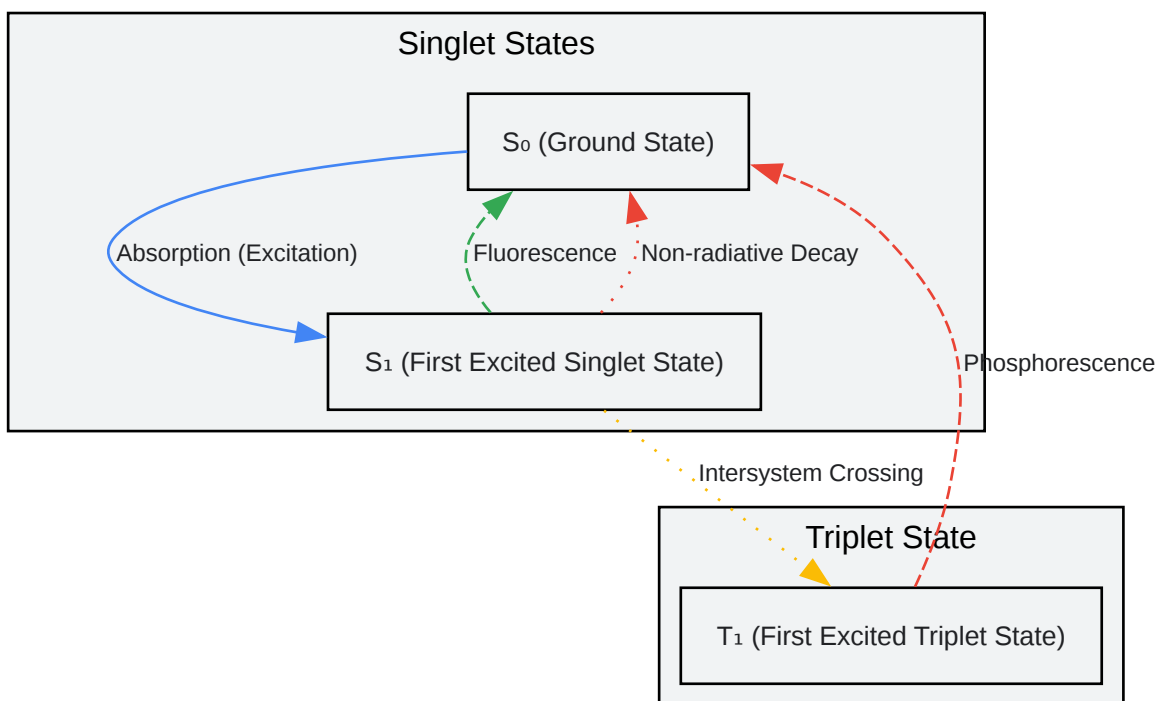 Singlet States
S₀ (Ground State)
Absorption (Excitation)
Fluorescence
Non-radiative Decay
S₁ (First Excited Singlet State)
Phosphorescence
Intersystem Crossing
Triplet State
T₁ (First Excited Triplet State)